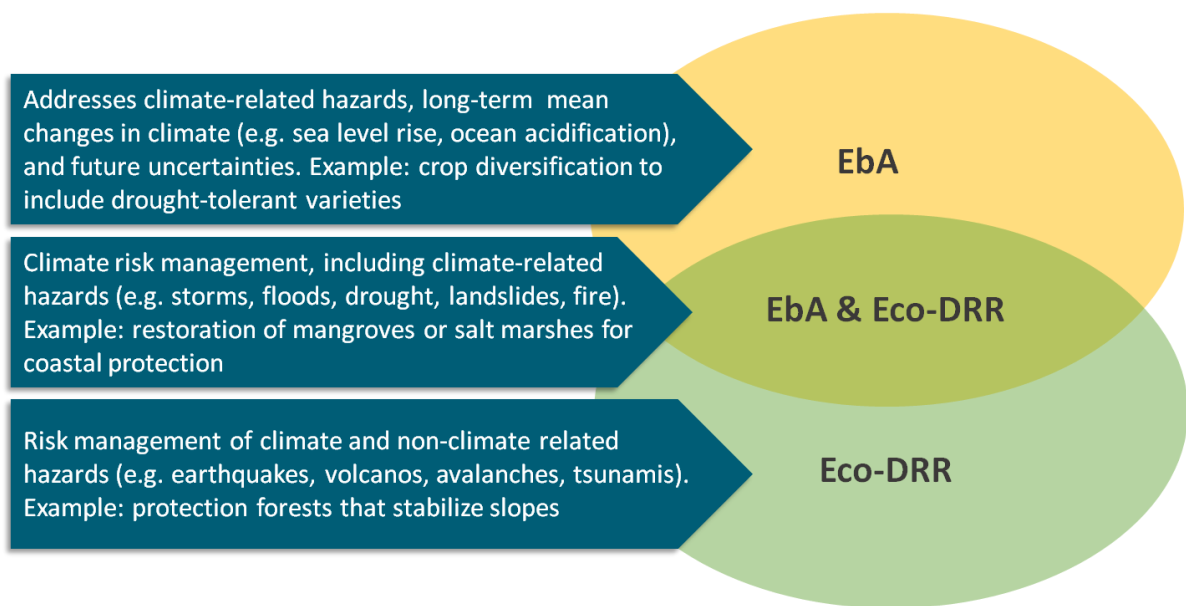 Addresses climate-related hazards, long-term mean
changes in climate (e.g. sea level rise, ocean acidification),
and future uncertainties. Example: crop diversification to
include drought-tolerant varieties
EbA
Climate risk management, including climate-related
hazards (e.g. storms, floods, drought, landslides, fire).
Example: restoration of mangroves or salt marshes for
coastal protection
EbA & Eco-DRR
Risk management of climate and non-climate related
hazards (e.g. earthquakes, volcanos, avalanches, tsunamis).
Example: protection forests that stabilize slopes
Eco-DRR